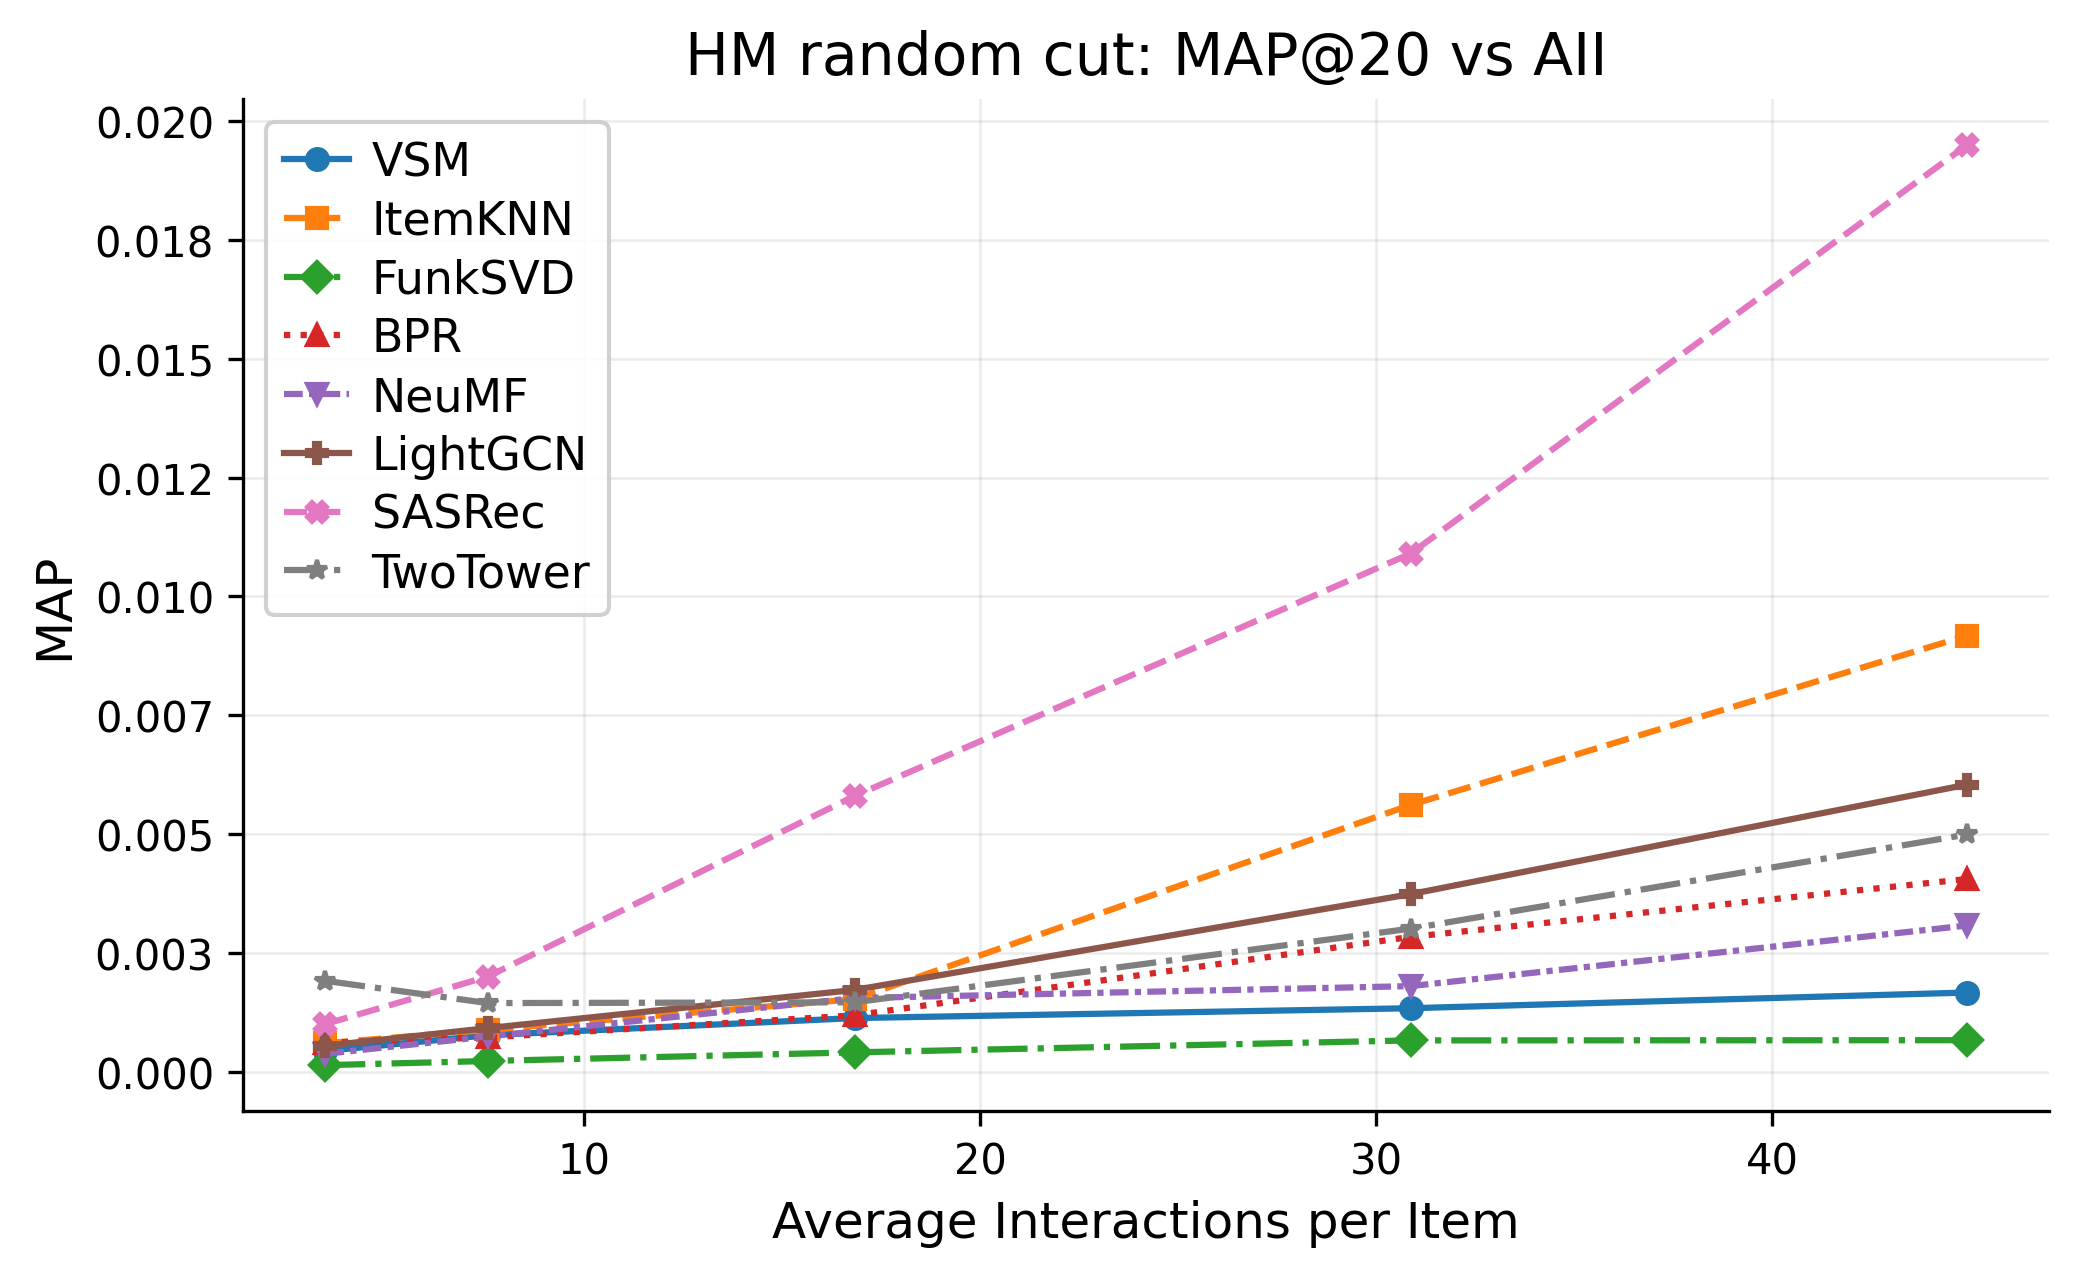 HM random cut: MAP@20 vs AII
0.020
0.018
0.015
0.012
0.010
0.007
0.005
0.003
0.000
MAP
VSM
ItemKNN
FunkSVD
BPR
NeuMF
LightGCN
SASRec
TwoTower
10 20 30 40
Average Interactions per Item